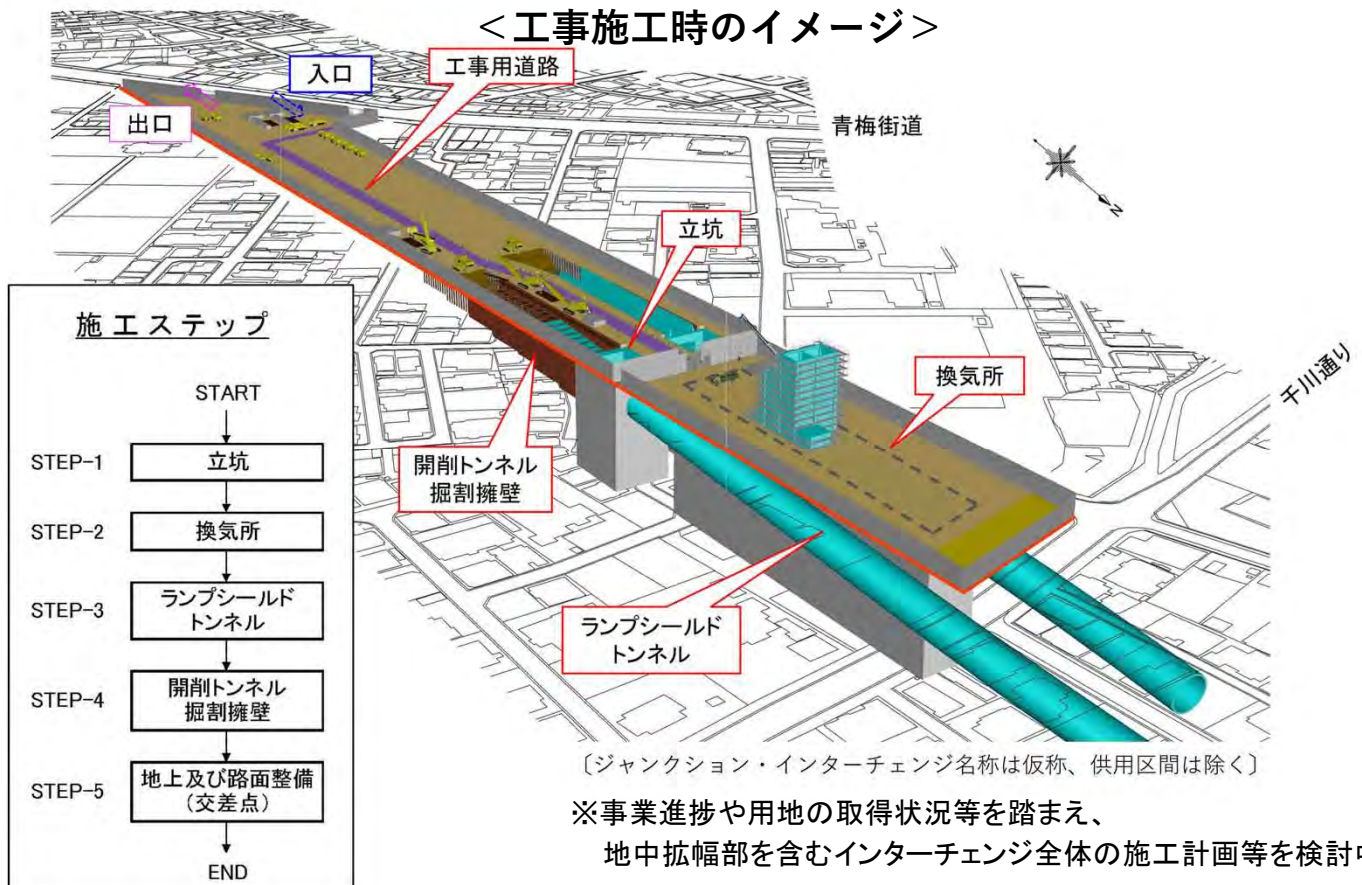 ＜工事施工時のイメージ＞
入口
工事用道路
出口
青梅街道
N
立坑
換気所
千川通り
開削トンネル
掘割擁壁
ランプシールド
トンネル
施工ステップ
START
STEP-1
立坑
STEP-2
換気所
STEP-3
ランプシールド
トンネル
STEP-4
開削トンネル
掘割擁壁
STEP-5
地上及び路面整備
(交差点)
END
〔ジャンクション・インターチェンジ名称は仮称、供用区間は除く〕
※事業進捗や用地の取得状況等を踏まえ、
地中拡幅部を含むインターチェンジ全体の施工計画等を検討